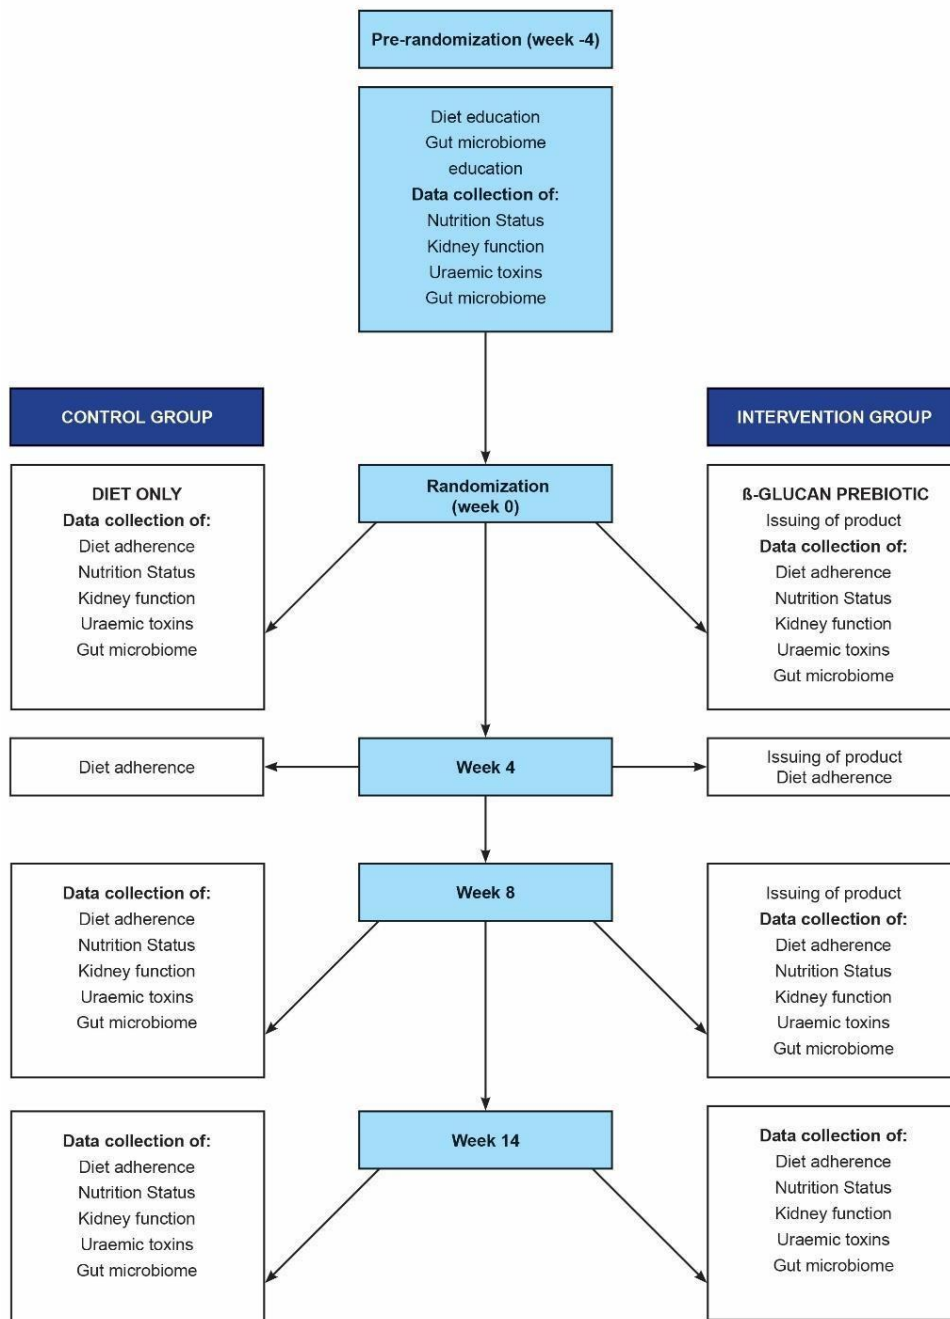 Pre-randomization (week -4)
Diet education
Gut microbiome
education
Data collection of:
Nutrition Status
Kidney function
Uraemic toxins
Gut microbiome
CONTROL GROUP
INTERVENTION GROUP
DIET ONLY
Data collection of:
Diet adherence
Nutrition Status
Kidney function
Uraemic toxins
Gut microbiome
Randomization
(week 0)
ß-GLUCAN PREBIOTIC
Issuing of product
Data collection of:
Diet adherence
Nutrition Status
Kidney function
Uraemic toxins
Gut microbiome
Diet adherence
Week 4
Issuing of product
Diet adherence
Data collection of:
Diet adherence
Nutrition Status
Kidney function
Uraemic toxins
Gut microbiome
Week 8
Issuing of product
Data collection of:
Diet adherence
Nutrition Status
Kidney function
Uraemic toxins
Gut microbiome
Data collection of:
Diet adherence
Nutrition Status
Kidney function
Uraemic toxins
Gut microbiome
Week 14
Data collection of:
Diet adherence
Nutrition Status
Kidney function
Uraemic toxins
Gut microbiome